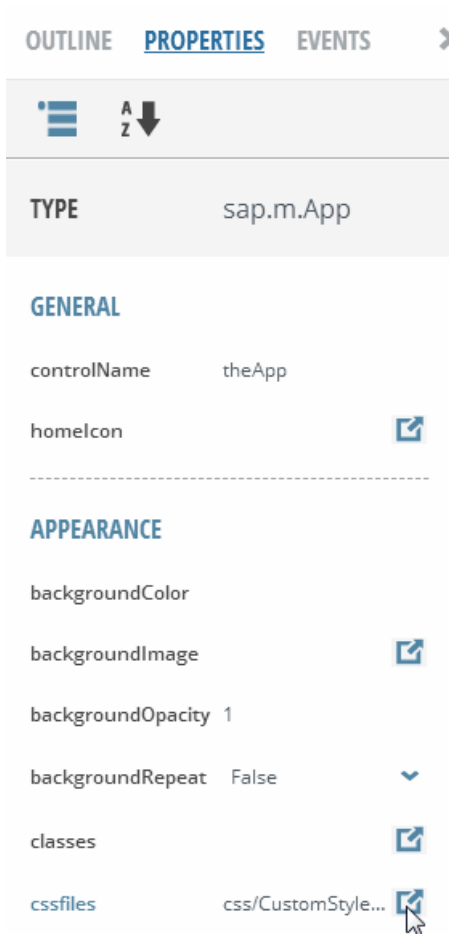 OUTLINE PROPERTIES EVENTS
A
Z
TYPE sap.m.App
GENERAL
controlName theApp
homeIcon
APPEARANCE
backgroundColor
backgroundImage
backgroundOpacity 1
backgroundRepeat False
classes
cssfiles css/CustomStyle...